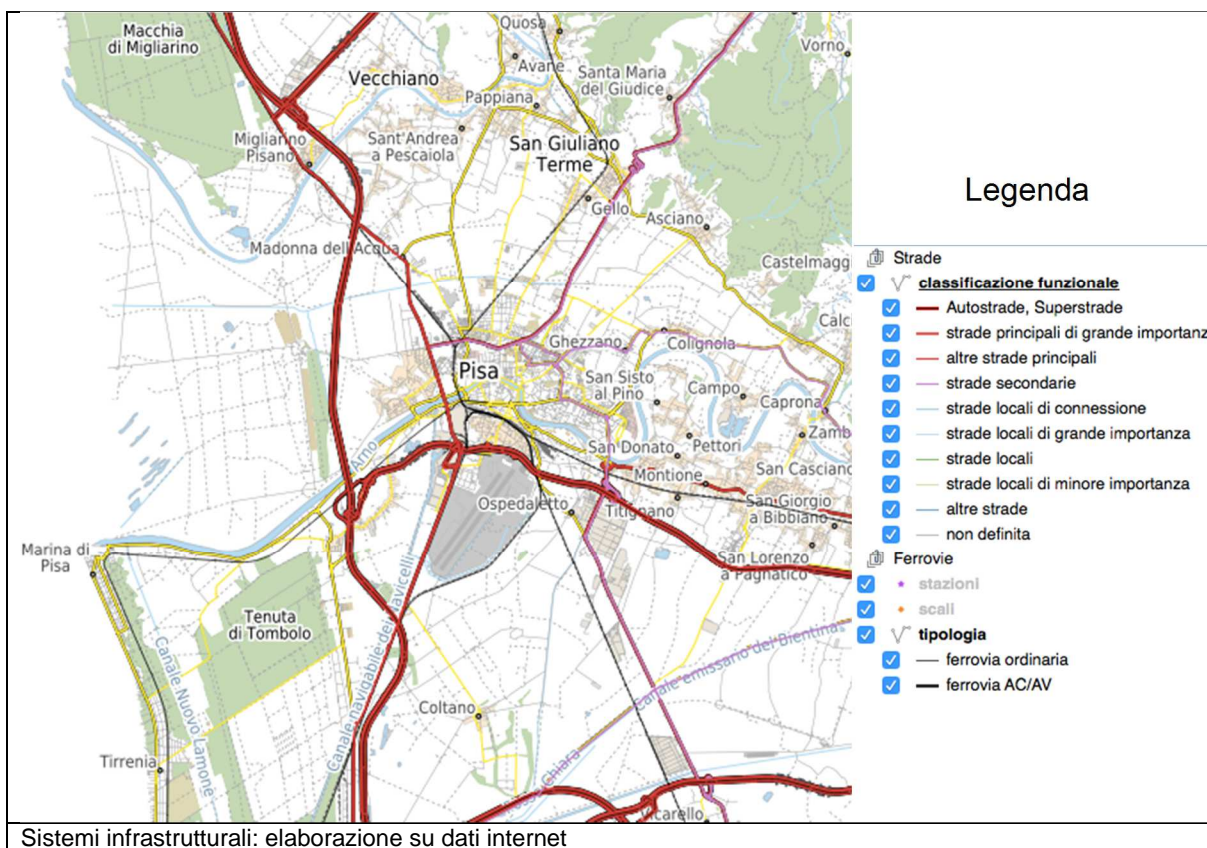 Macchia
di Migliarino
Quosa
Vorno
Avane
Vecchiano
Santa Maria
del Giudice
Pappiana
Migliarino
Pisano
Sant'Andrea
a Pescaiola
San Giuliano
Terme
Gello
Asciano
Madonna dell'Acqua
Castelmagg
Calc
Ghezzano
Colignola
Pisa
San Sisto
al Pino
Campo
Caprona
Zamb
Arno
San Donato
Pettori
Montione
San Casciano
Ospedaletto
Titignano
San Giorgio
a Bibbiano
Marina di
Pisa
San Lorenzo
a Pagnatico
Tenuta
di Tombolo
Canale navigabile dei Navicelli
Canale Nuovo Lamone
Canale emissario del Bientina
Coltano
Tirrenia
Chiara
Vicarello
Legenda
Strade
classificazione funzionale
Autostrade, Superstrade
strade principali di grande importanz
altre strade principali
strade secondarie
strade locali di connessione
strade locali di grande importanza
strade locali
strade locali di minore importanza
altre strade
non definita
Ferrovie
stazioni
scali
tipologia
ferrovia ordinaria
ferrovia AC/AV
Sistemi infrastrutturali: elaborazione su dati internet